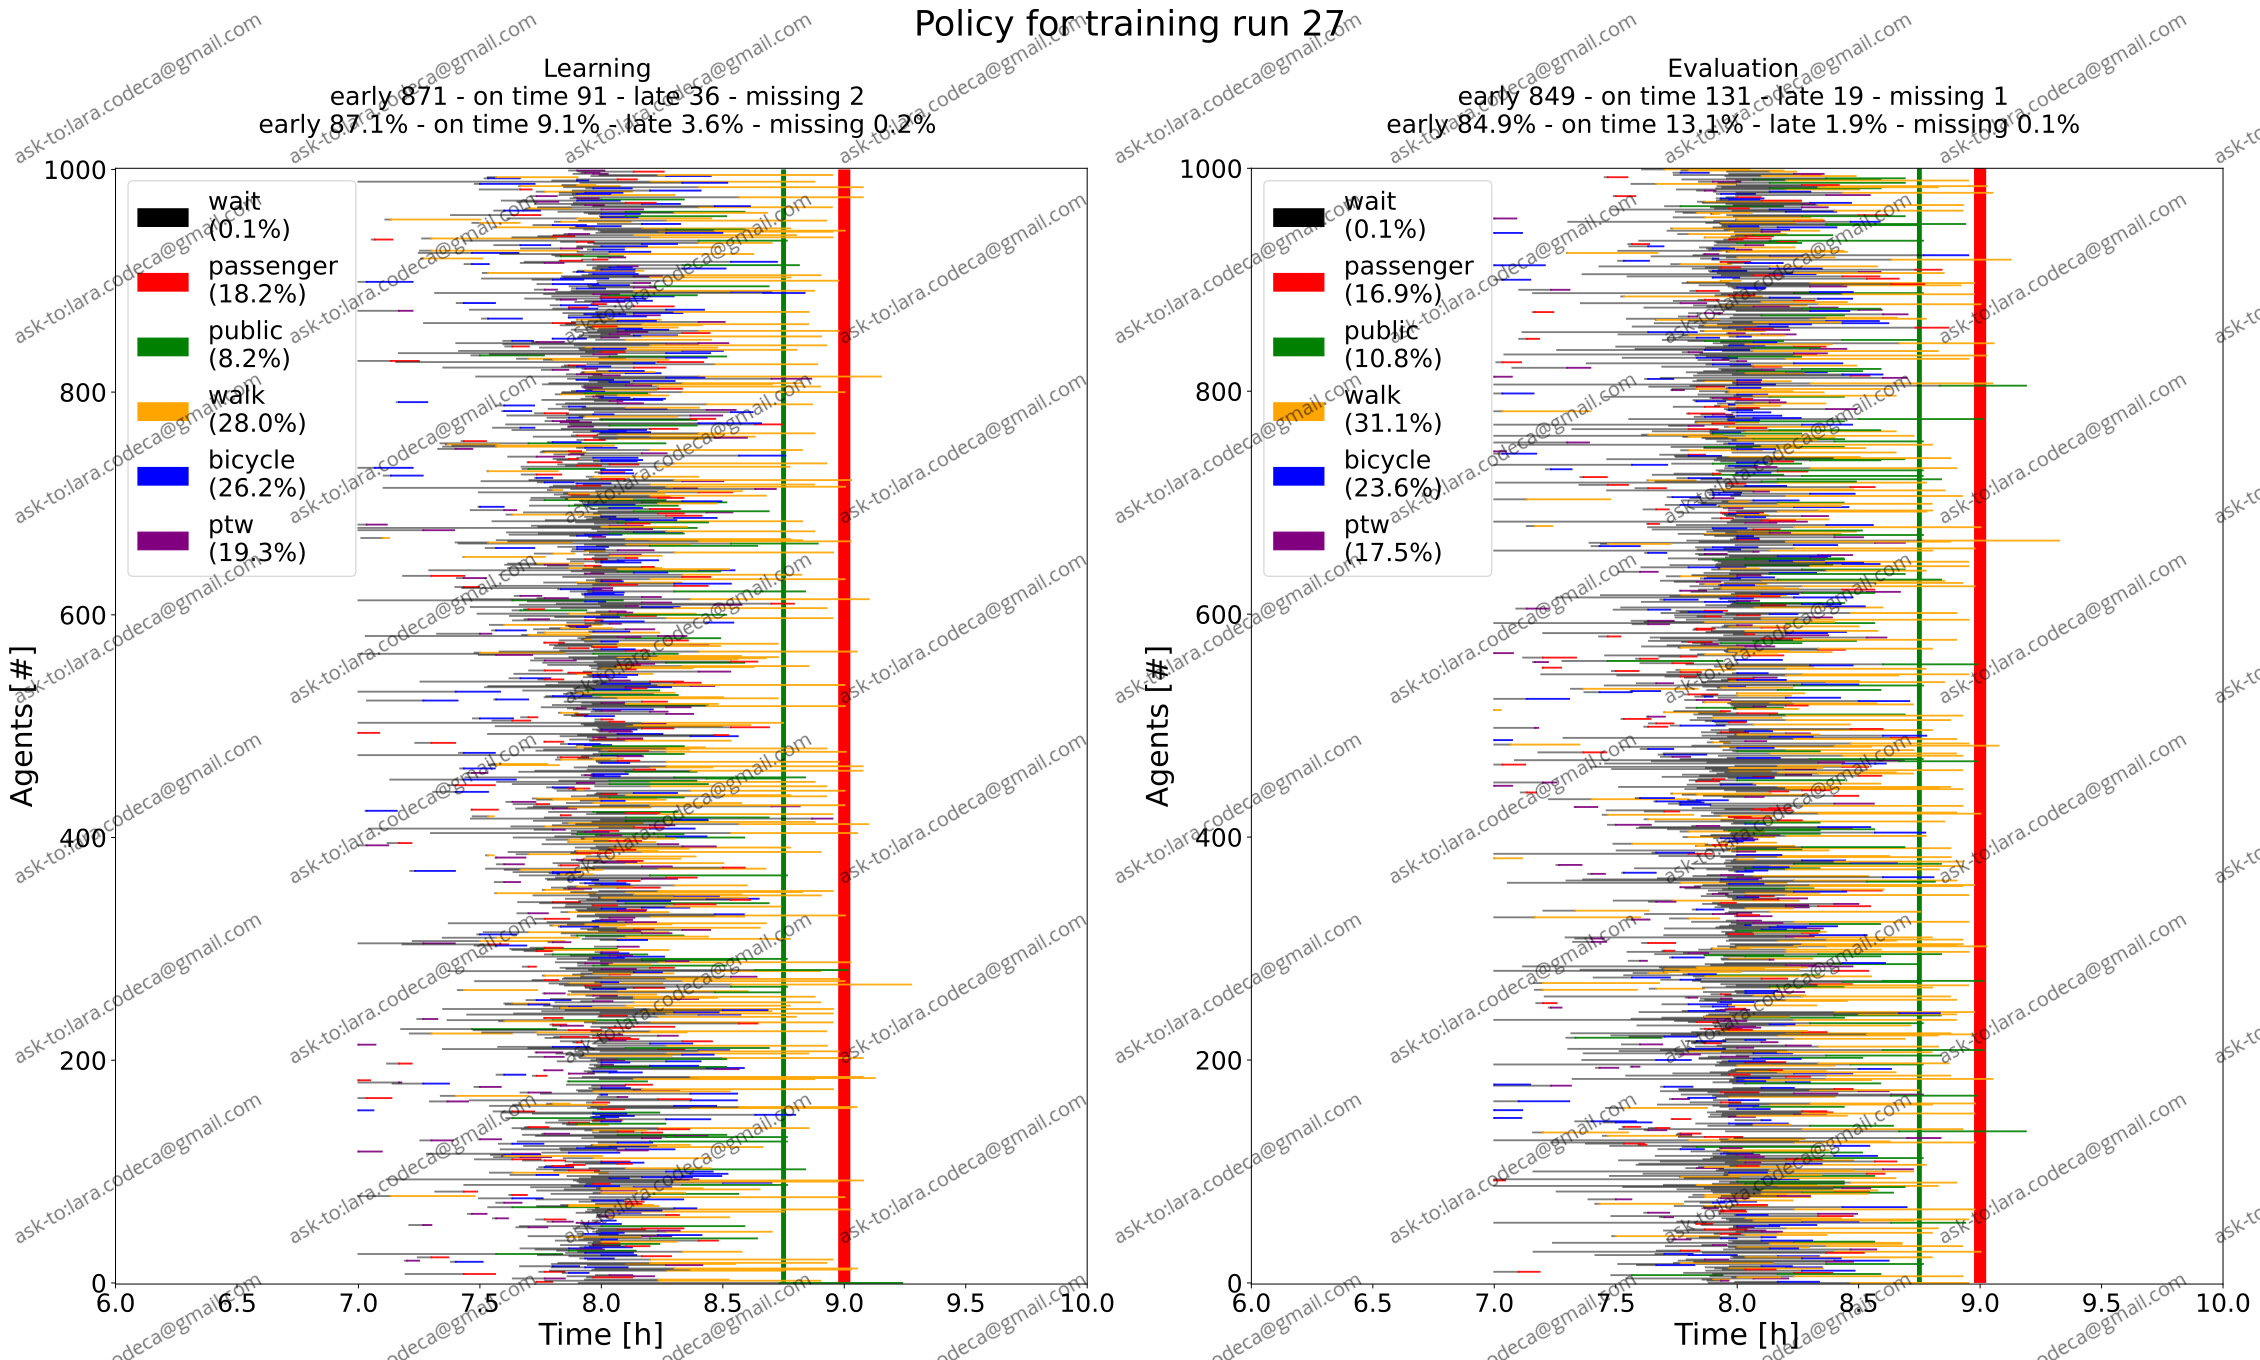 Policy for training run 27
Learning
early 871 - on time 91 - late 36 - missing 2
early 87.1% - on time 9.1% - late 3.6% - missing 0.2%
1000
800
600
400
200
0
Agents [#]
wait
(0.1%)
passenger
(18.2%)
public
(8.2%)
walk
(28.0%)
bicycle
(26.2%)
ptw
(19.3%)
6.0 6.5 7.0 7.5 8.0 8.5 9.0 9.5 10.0
Time [h]
Evaluation
early 849 - on time 131 - late 19 - missing 1
early 84.9% - on time 13.1% - late 1.9% - missing 0.1%
1000
800
600
400
200
0
Agents [#]
wait
(0.1%)
passenger
(16.9%)
public
(10.8%)
walk
(31.1%)
bicycle
(23.6%)
ptw
(17.5%)
6.0 6.5 7.0 7.5 8.0 8.5 9.0 9.5 10.0
Time [h]
ask-to:lara.codeca@gmail.com